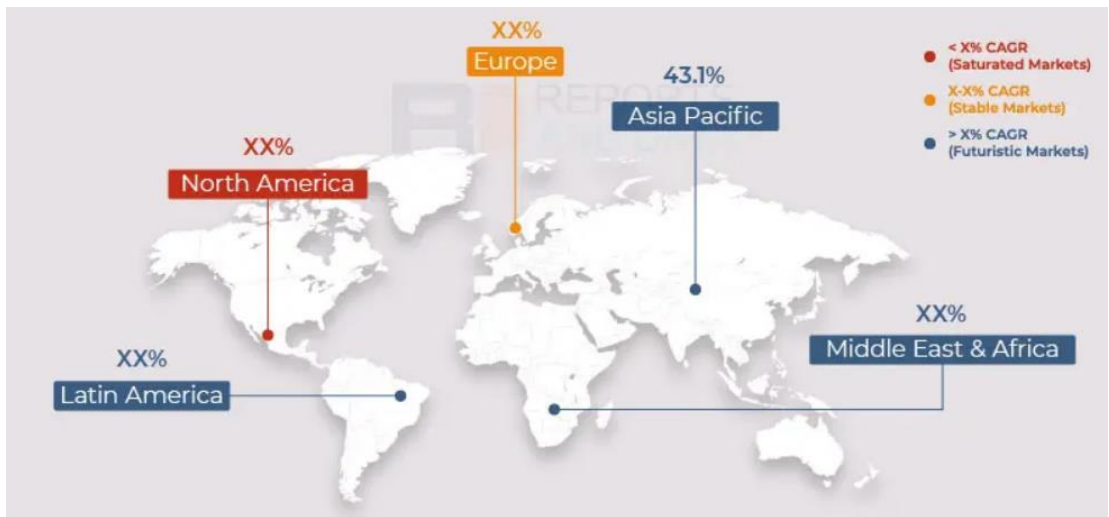 XX%
Europe
43.1%
Asia Pacific
< X% CAGR
(Saturated Markets)
X-X% CAGR
(Stable Markets)
> X% CAGR
(Futuristic Markets)
XX%
North America
XX%
Middle East & Africa
XX%
Latin America
REPORTS